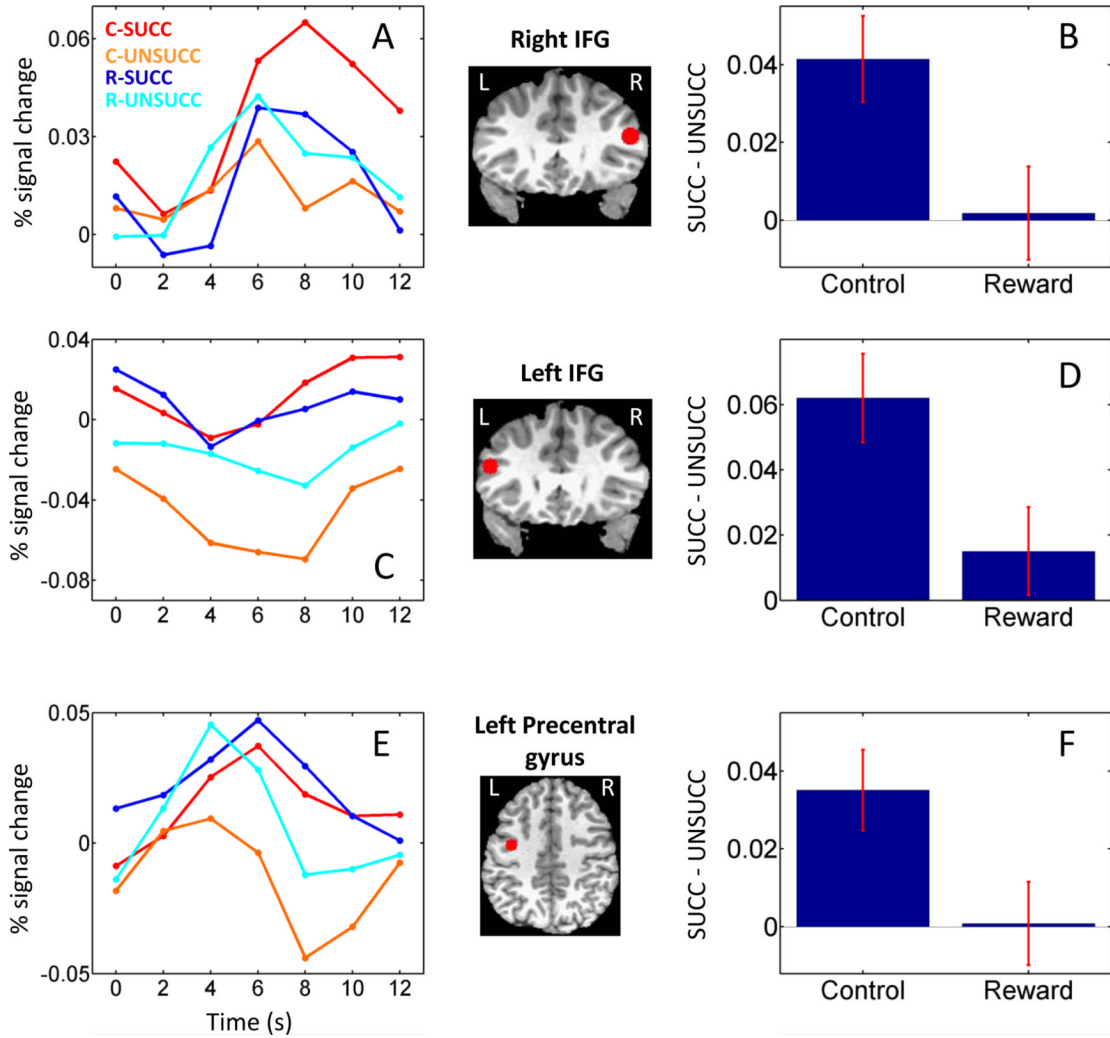 C-SUCC
C-UNSUCC
R-SUCC
R-UNSUCC
A
% signal change
0.06
0.03
0
0 2 4 6 8 10 12
Right IFG
L R
B
SUCC - UNSUCC
0.04
0.02
0
Control Reward
C
% signal change
0.04
0
-0.04
-0.08
0 2 4 6 8 10 12
Left IFG
L R
D
SUCC - UNSUCC
0.06
0.04
0.02
0
Control Reward
E
% signal change
0.05
0
-0.05
0 2 4 6 8 10 12
Time (s)
Left Precentral
gyrus
L R
F
SUCC - UNSUCC
0.04
0.02
0
Control Reward